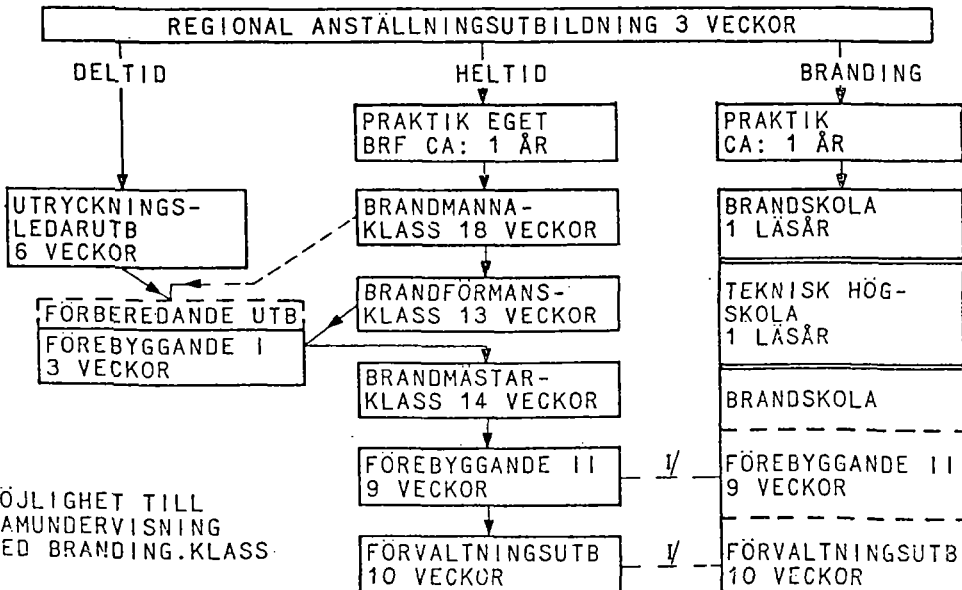 REGIONAL ANSTÄLLNINGSUTBILDNING 3 VECKOR
DELTID
HELTID
BRANDING
PRAKTIK EGET
BRF CA: 1 ÅR
PRAKTIK
CA: 1 ÅR
UTRYCKNINGS-
LEDARUTB
6 VECKOR
BRANDMANNA-
KLASS 18 VECKOR
BRANDSKOLA
1 LÄSÅR
FÖRBEREDANDE UTB
FÖREBYGGANDE I
3 VECKOR
BRANDFÖRMANS-
KLASS 13 VECKOR
TEKNISK HÖG-
SKOLA
1 LÄSÅR
BRANDMÄSTAR-
KLASS 14 VECKOR
BRANDSKOLA
FÖREBYGGANDE II
9 VECKOR
1/
FÖREBYGGANDE II
9 VECKOR
ÖJLIGHET TILL
AMUNDERVISNING
ED BRANDING.KLASS
FÖRVALTNINGSUTB
10 VECKOR
1/
FÖRVALTNINGSUTB
10 VECKOR